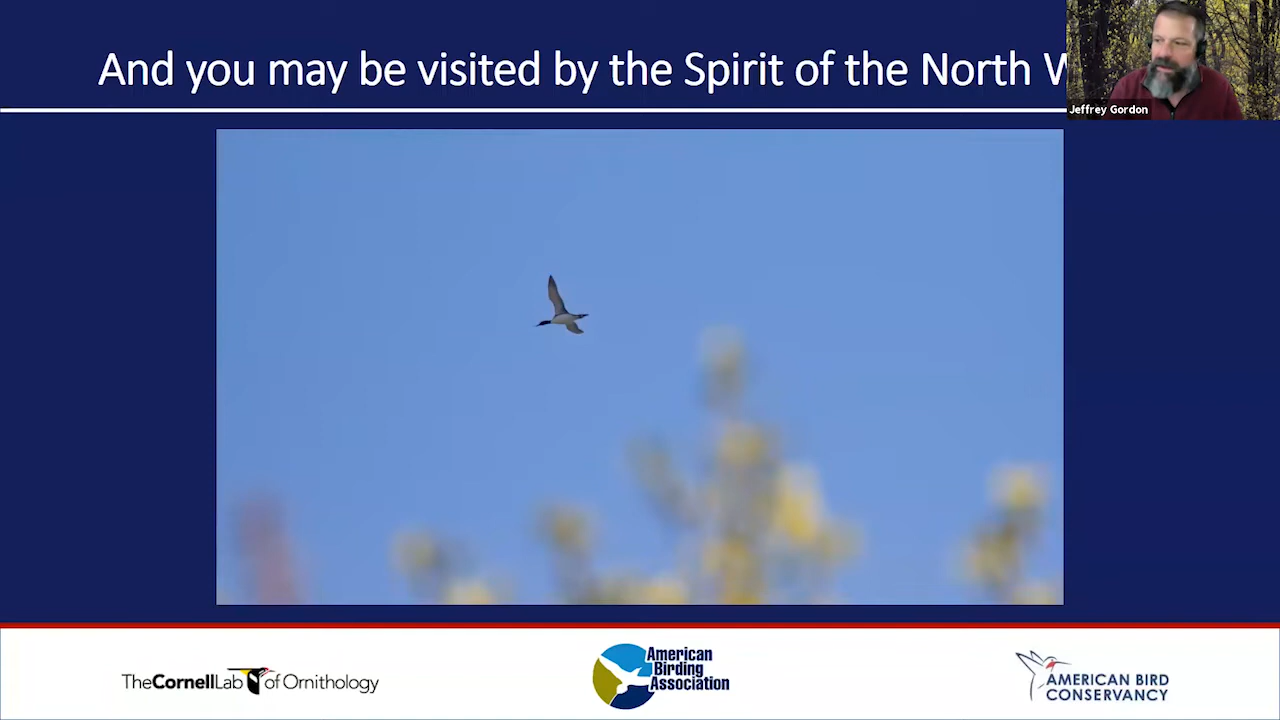 And you may be visited by the Spirit of the North
Jeffrey Gordon
TheCornellLab of Ornithology
American
Birding
Association
AMERICAN BIRD
CONSERVANCY